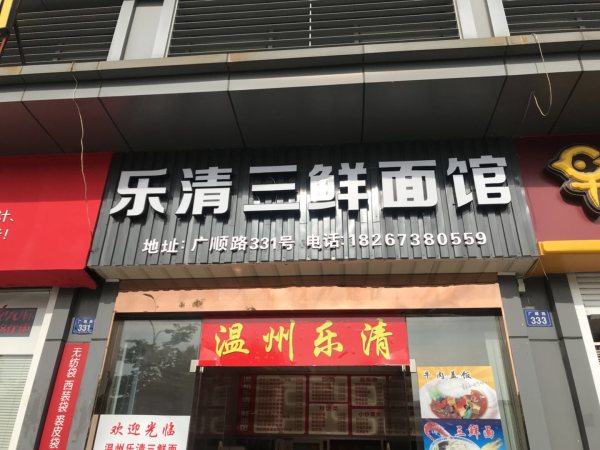 乐清三鲜面馆
地址: 广顺路331号 电话:18267380559
温州乐清
331
333
无纺袋 西装袋 裘皮袋
欢迎光临
温州乐清三鲜面
牛肉盖饭
三鲜面